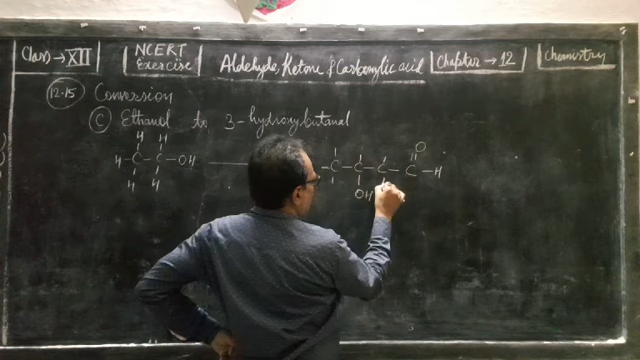 Class → XII NCERT Exercise Aldehyde, Ketone & Carboxylic acid Chapter → 12 Chemistry
12.15 Conversion
C Ethanol to 3-hydroxybutanal
H H O
H - C - C - OH - C - C - C - C - H
H H OH